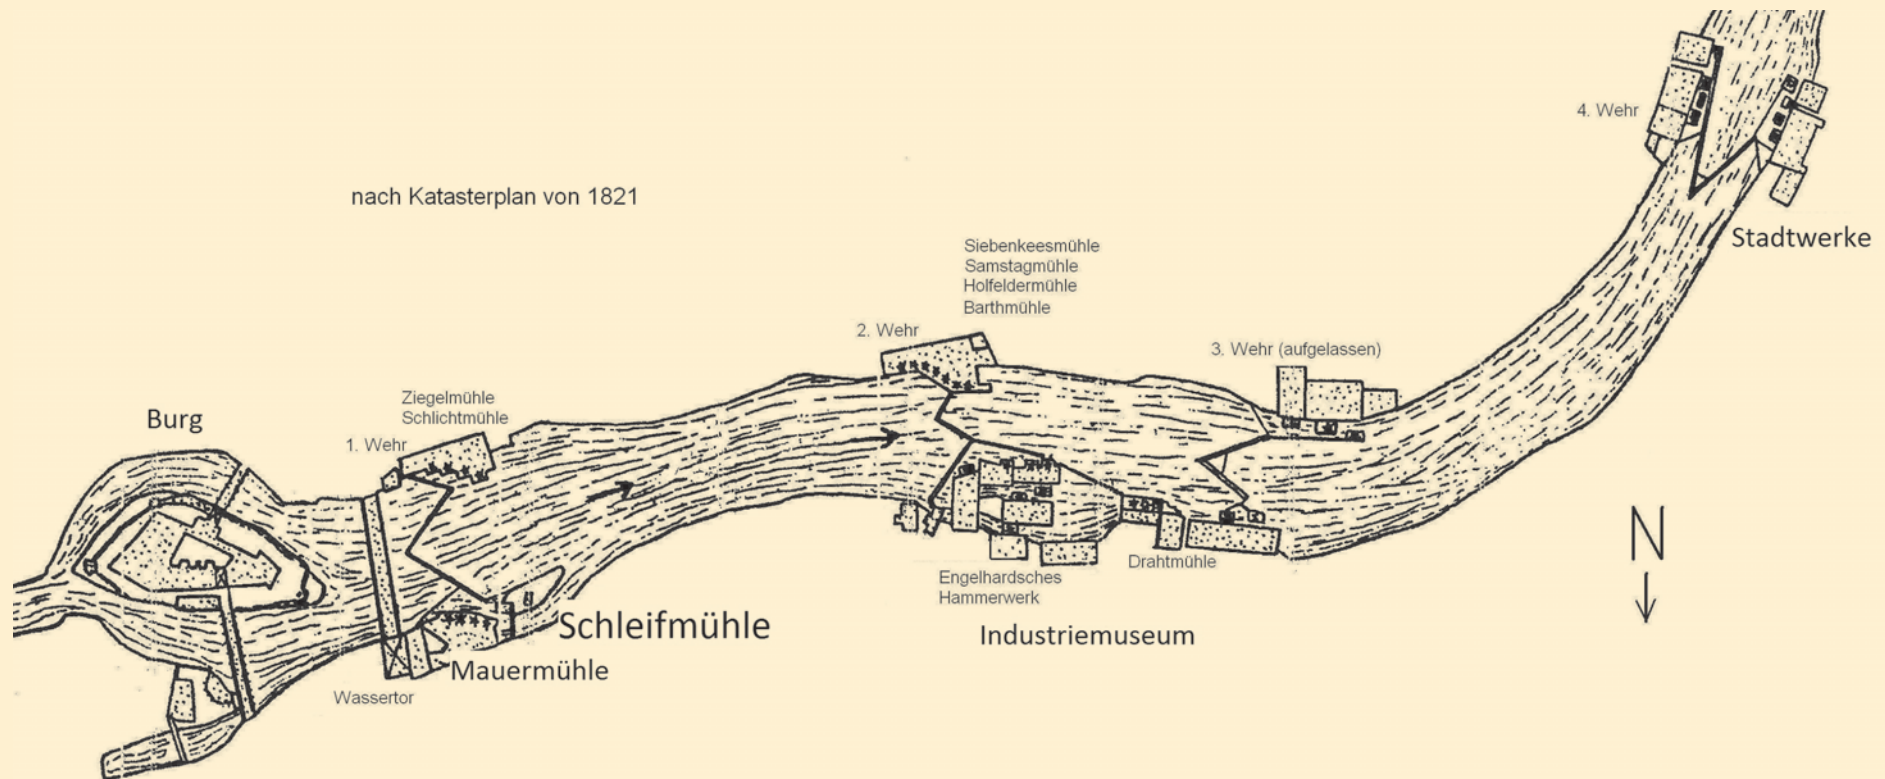 nach Katasterplan von 1821
Burg
1. Wehr
Ziegelmühle
Schlichtmühle
Schleifmühle
Mauermühle
Wassertor
2. Wehr
Siebenkeesmühle
Samstagmühle
Holfeldermühle
Barthmühle
Engelhardsches
Hammerwerk
Industriemuseum
Drahtmühle
3. Wehr (aufgelassen)
4. Wehr
Stadtwerke
N